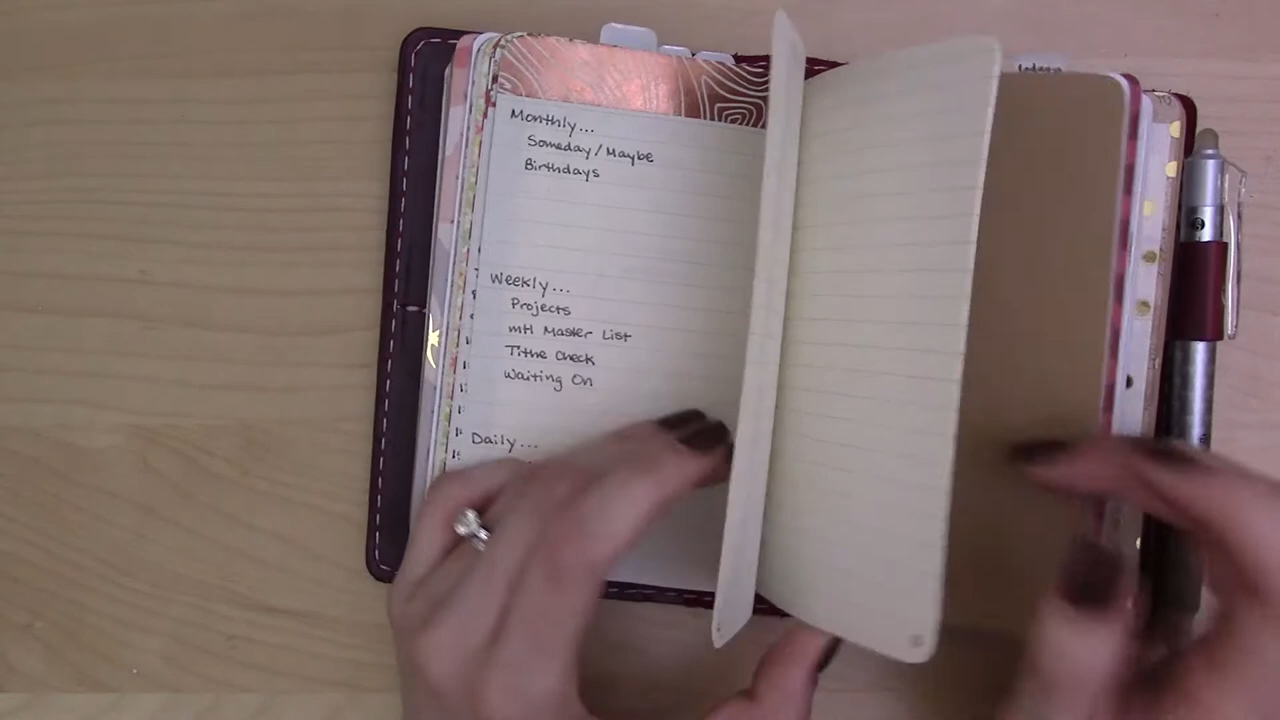 Monthly...
Someday/Maybe
Birthdays
Weekly...
Projects
mH Master List
Tithe Check
Waiting On
Daily...